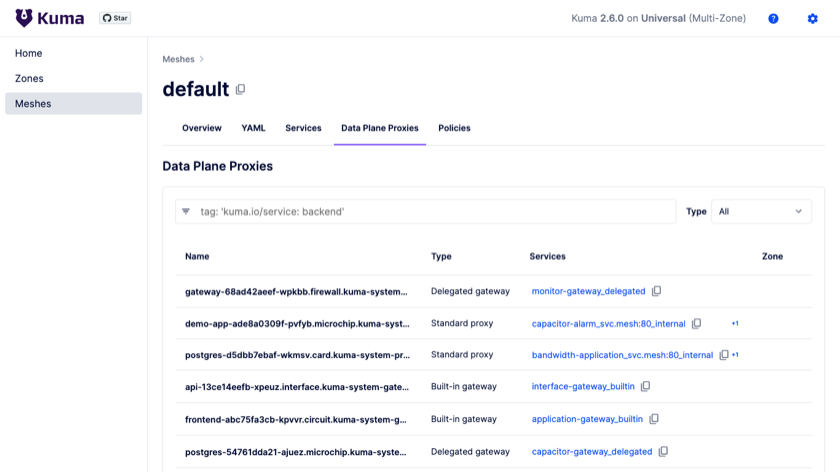 Kuma
Star
Kuma 2.6.0 on Universal (Multi-Zone)
Home
Zones
Meshes
Meshes
default
Overview
YAML
Services
Data Plane Proxies
Policies
Data Plane Proxies
tag: 'kuma.io/service: backend'
Type
All
Name Type Services Zone
gateway-68ad42aeef-wpkbb.firewall.kuma-system... Delegated gateway monitor-gateway_delegated
demo-app-ade8a0309f-pvfyb.microchip.kuma-syst... Standard proxy capacitor-alarm_svc.mesh:80_internal +1
postgres-d5dbb7ebaf-wkmsv.card.kuma-system-pr... Standard proxy bandwidth-application_svc.mesh:80_internal +1
api-13ce14eefb-xpeuz.interface.kuma-system-gate... Built-in gateway interface-gateway_builtin
frontend-abc75fa3cb-kpvvr.circuit.kuma-system-g... Built-in gateway application-gateway_builtin
postgres-54761dda21-ajuez.microchip.kuma-syste... Delegated gateway capacitor-gateway_delegated